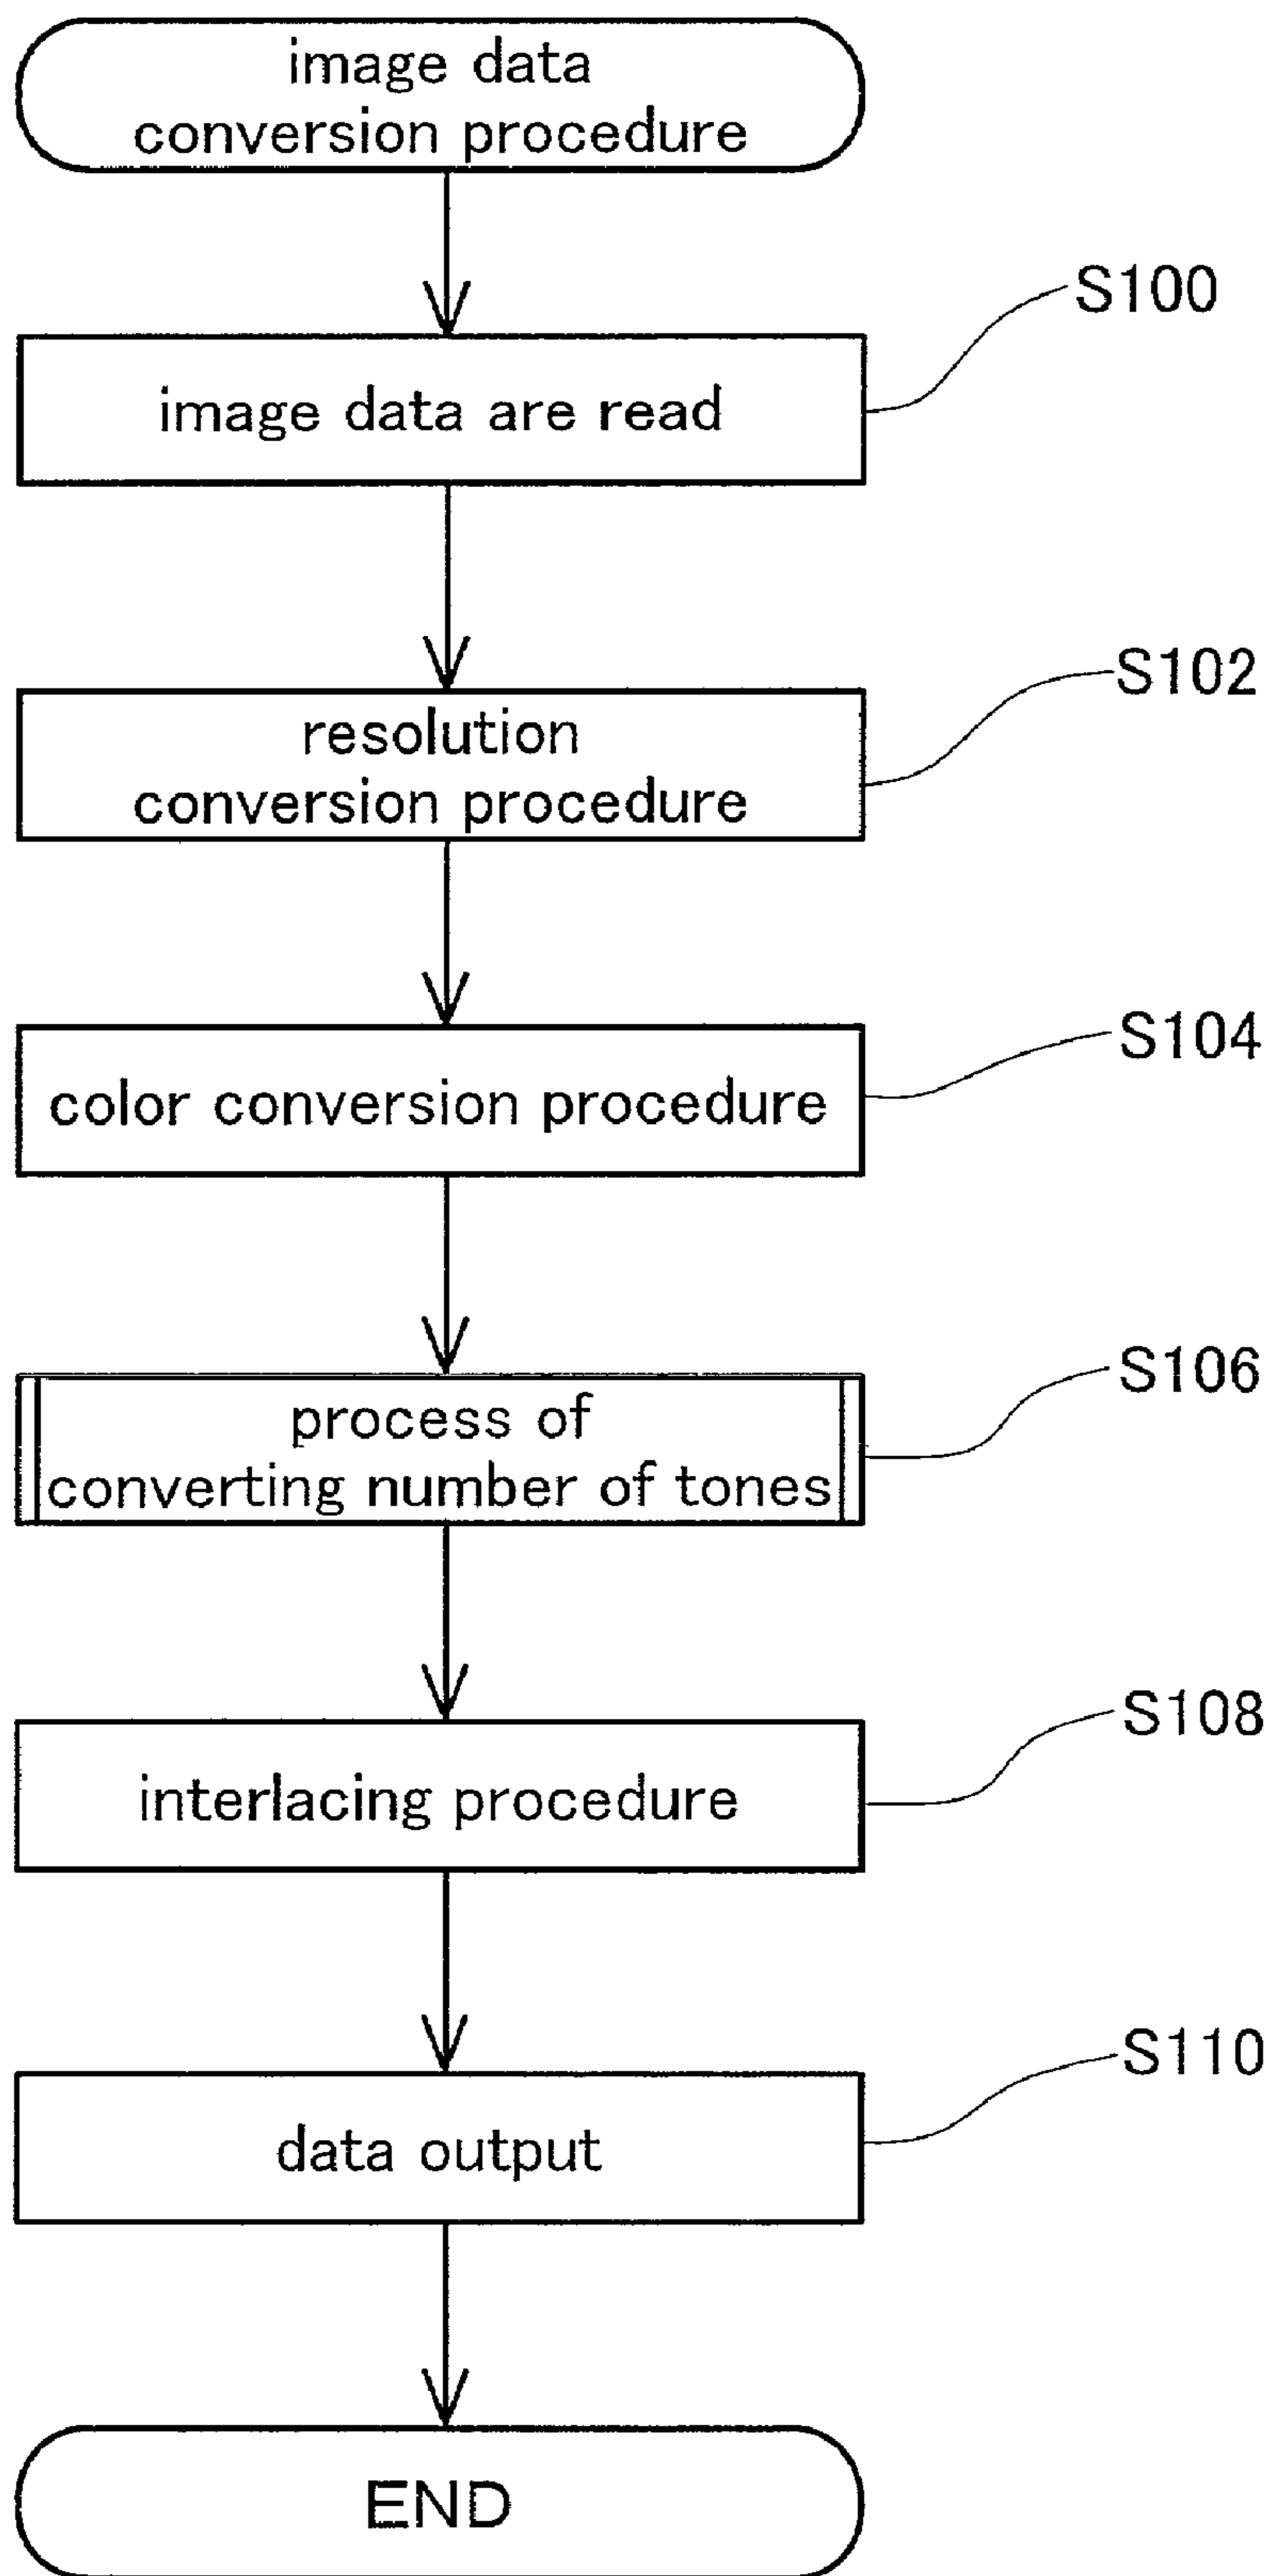 image data
conversion procedure
S100
image data are read
S102
resolution
conversion procedure
S104
color conversion procedure
S106
process of
converting number of tones
S108
interlacing procedure
S110
data output
END